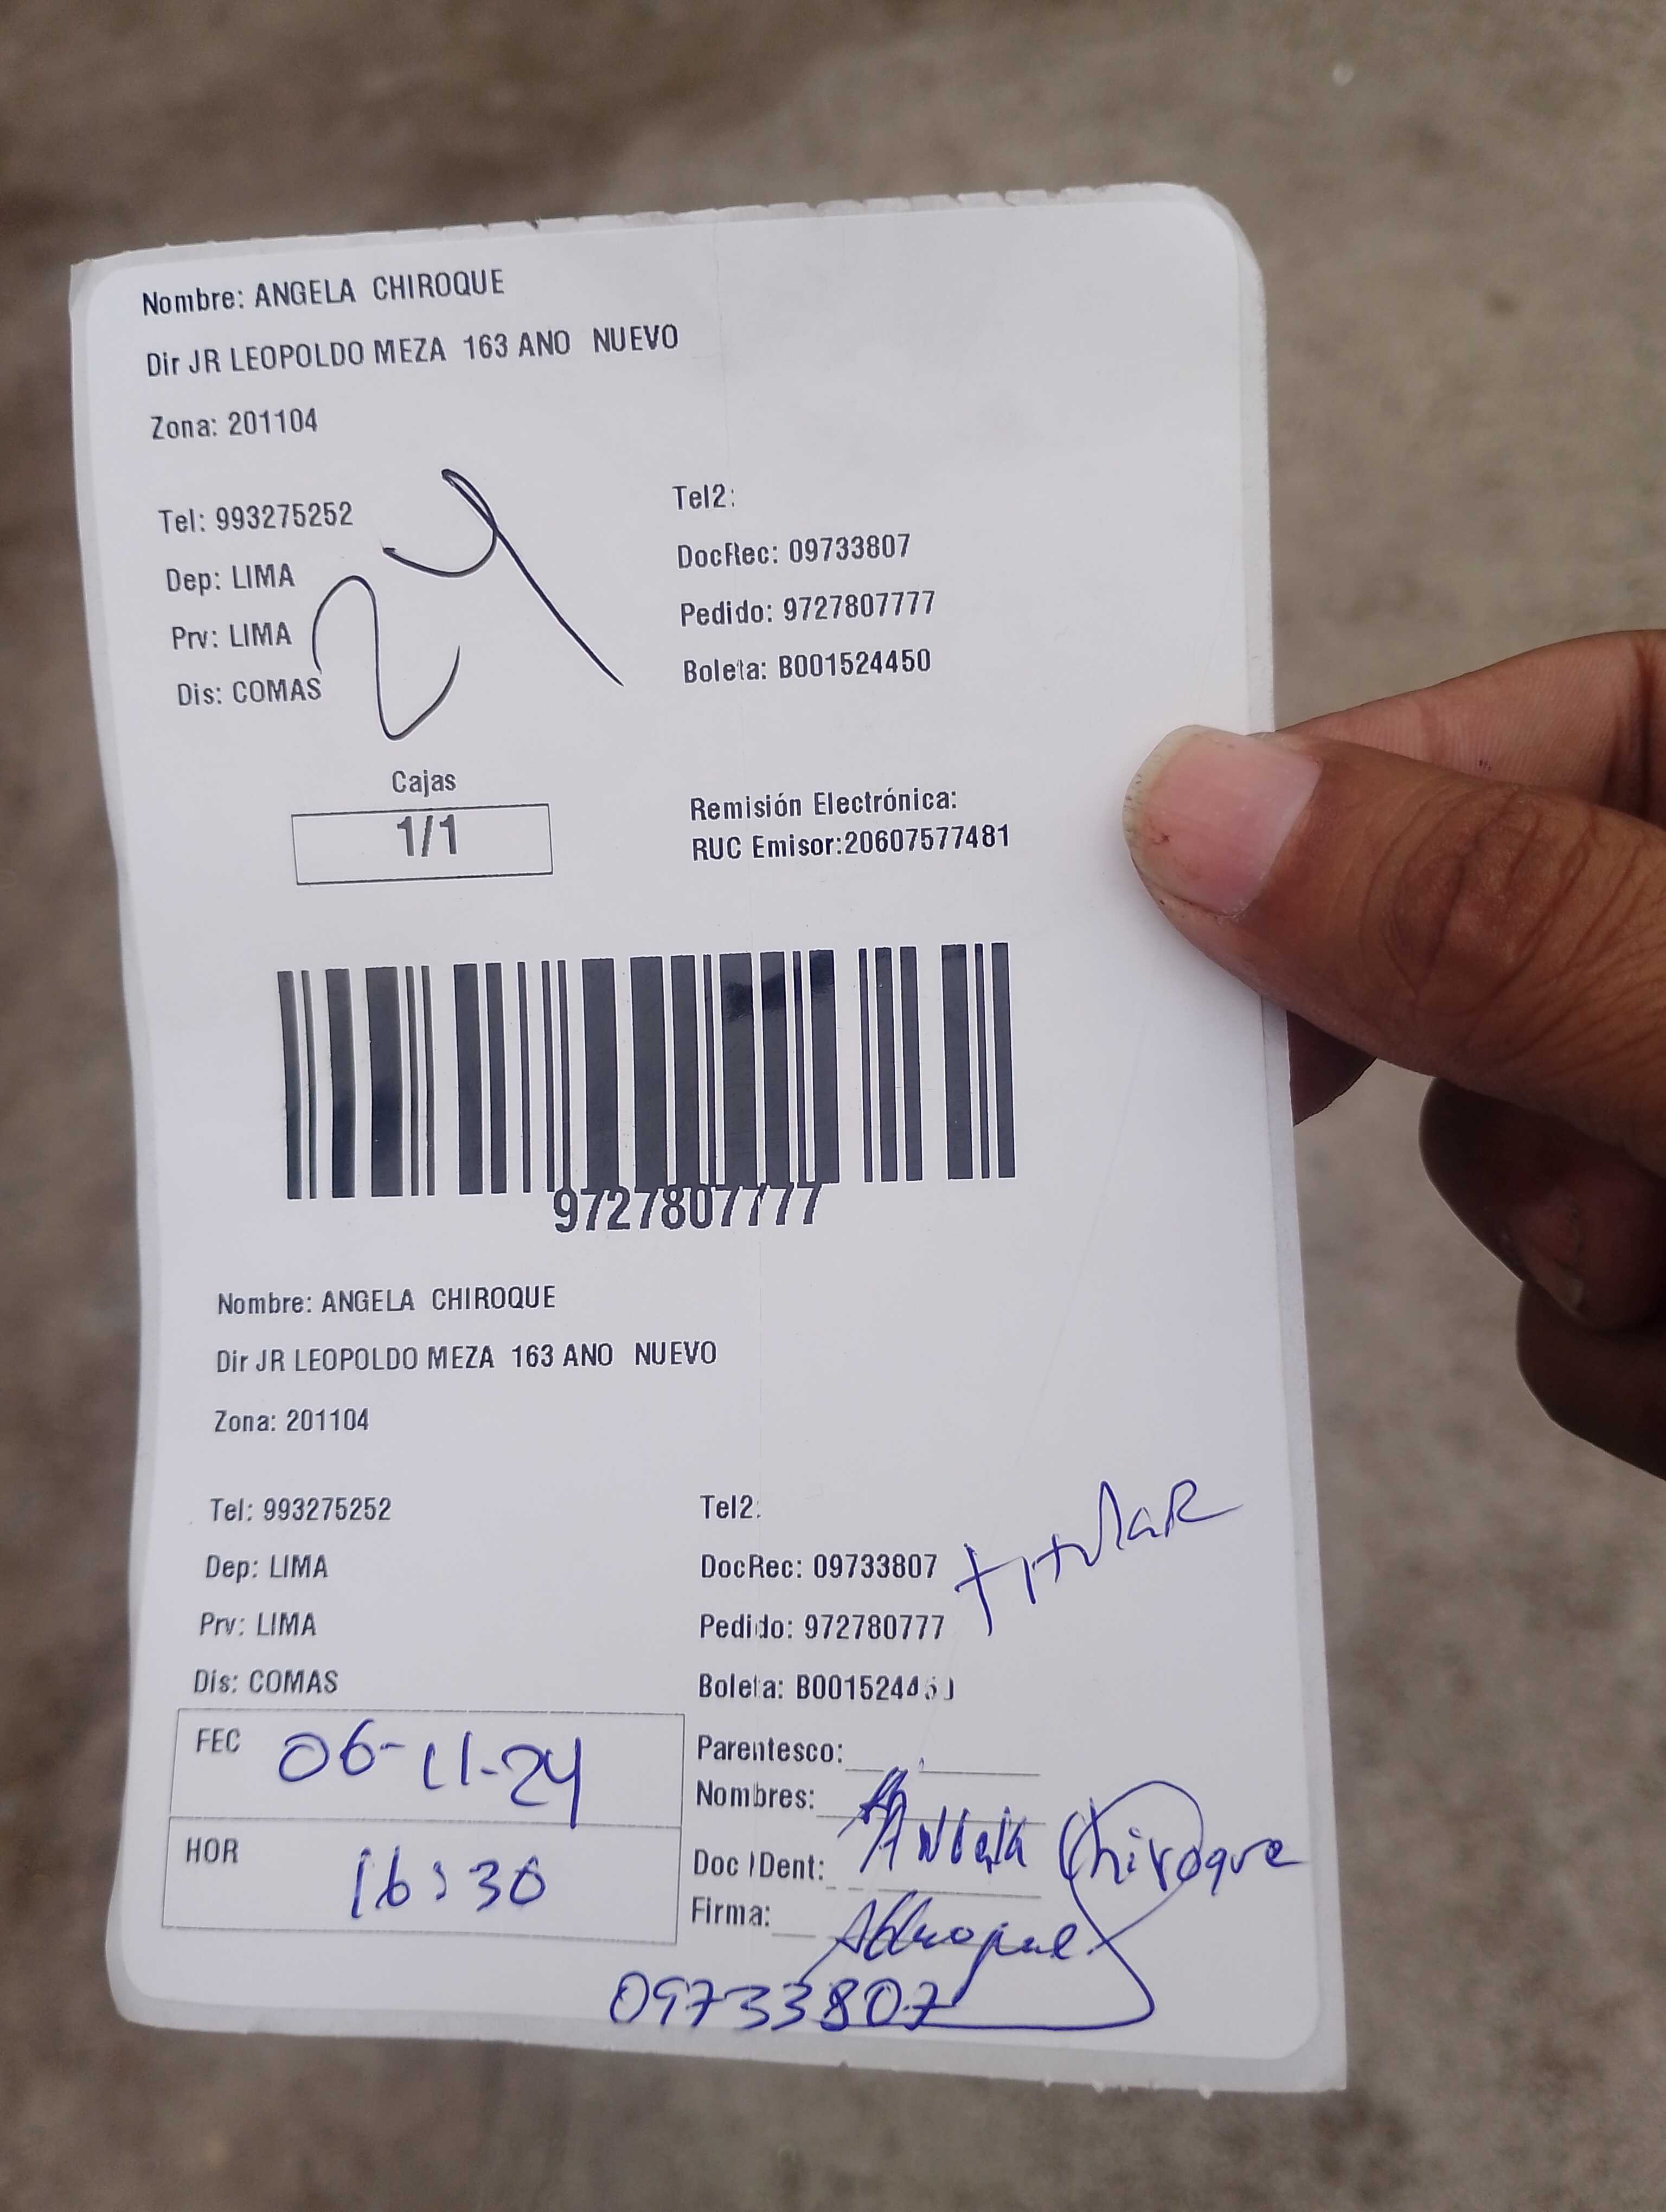 Nombre: ANGELA CHIROQUE
Dir JR LEOPOLDO MEZA 163 ANO NUEVO
Zona: 201104
Tel: 993275252
Tel2:
Dep: LIMA
DocRec: 09733807
Prv: LIMA
Pedido: 9727807777
Dis: COMAS
Boleta: B001524450
24
Cajas
1/1
Remisión Electrónica:
RUC Emisor:20607577481
9727807777
Nombre: ANGELA CHIROQUE
Dir JR LEOPOLDO MEZA 163 ANO NUEVO
Zona: 201104
Tel: 993275252
Tel2:
Dep: LIMA
DocRec: 09733807
titular
Prv: LIMA
Pedido: 972780777
Dis: COMAS
Boleta:
FEC 06-11-24
Parentesco:
Nombres:
Chiroque
HOR 16:30
Doc IDent:
Firma:
09733807